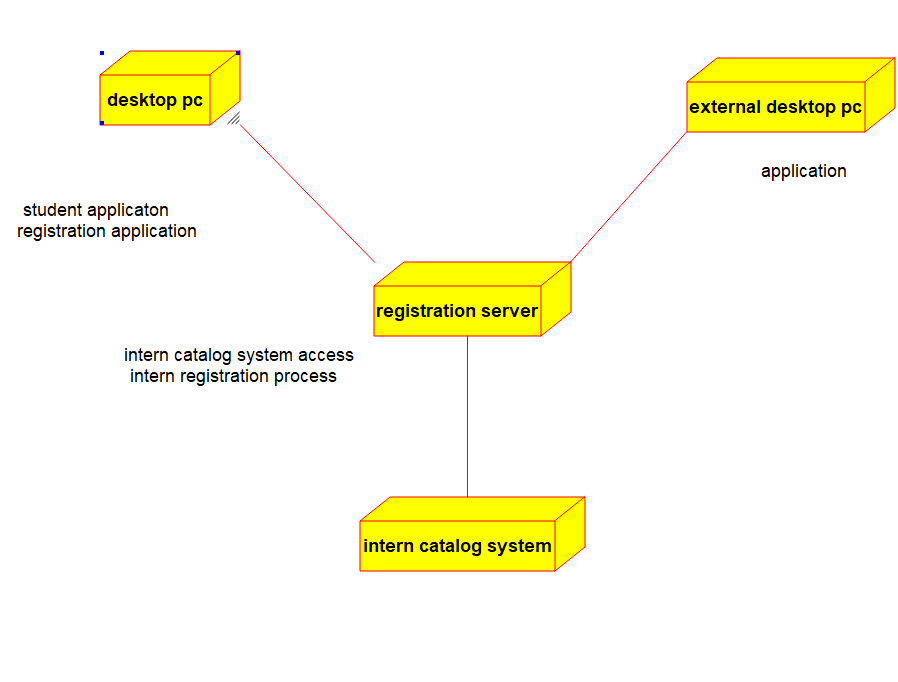 desktop pc
external desktop pc
application
student applicaton
registration application
registration server
intern catalog system access
intern registration process
intern catalog system